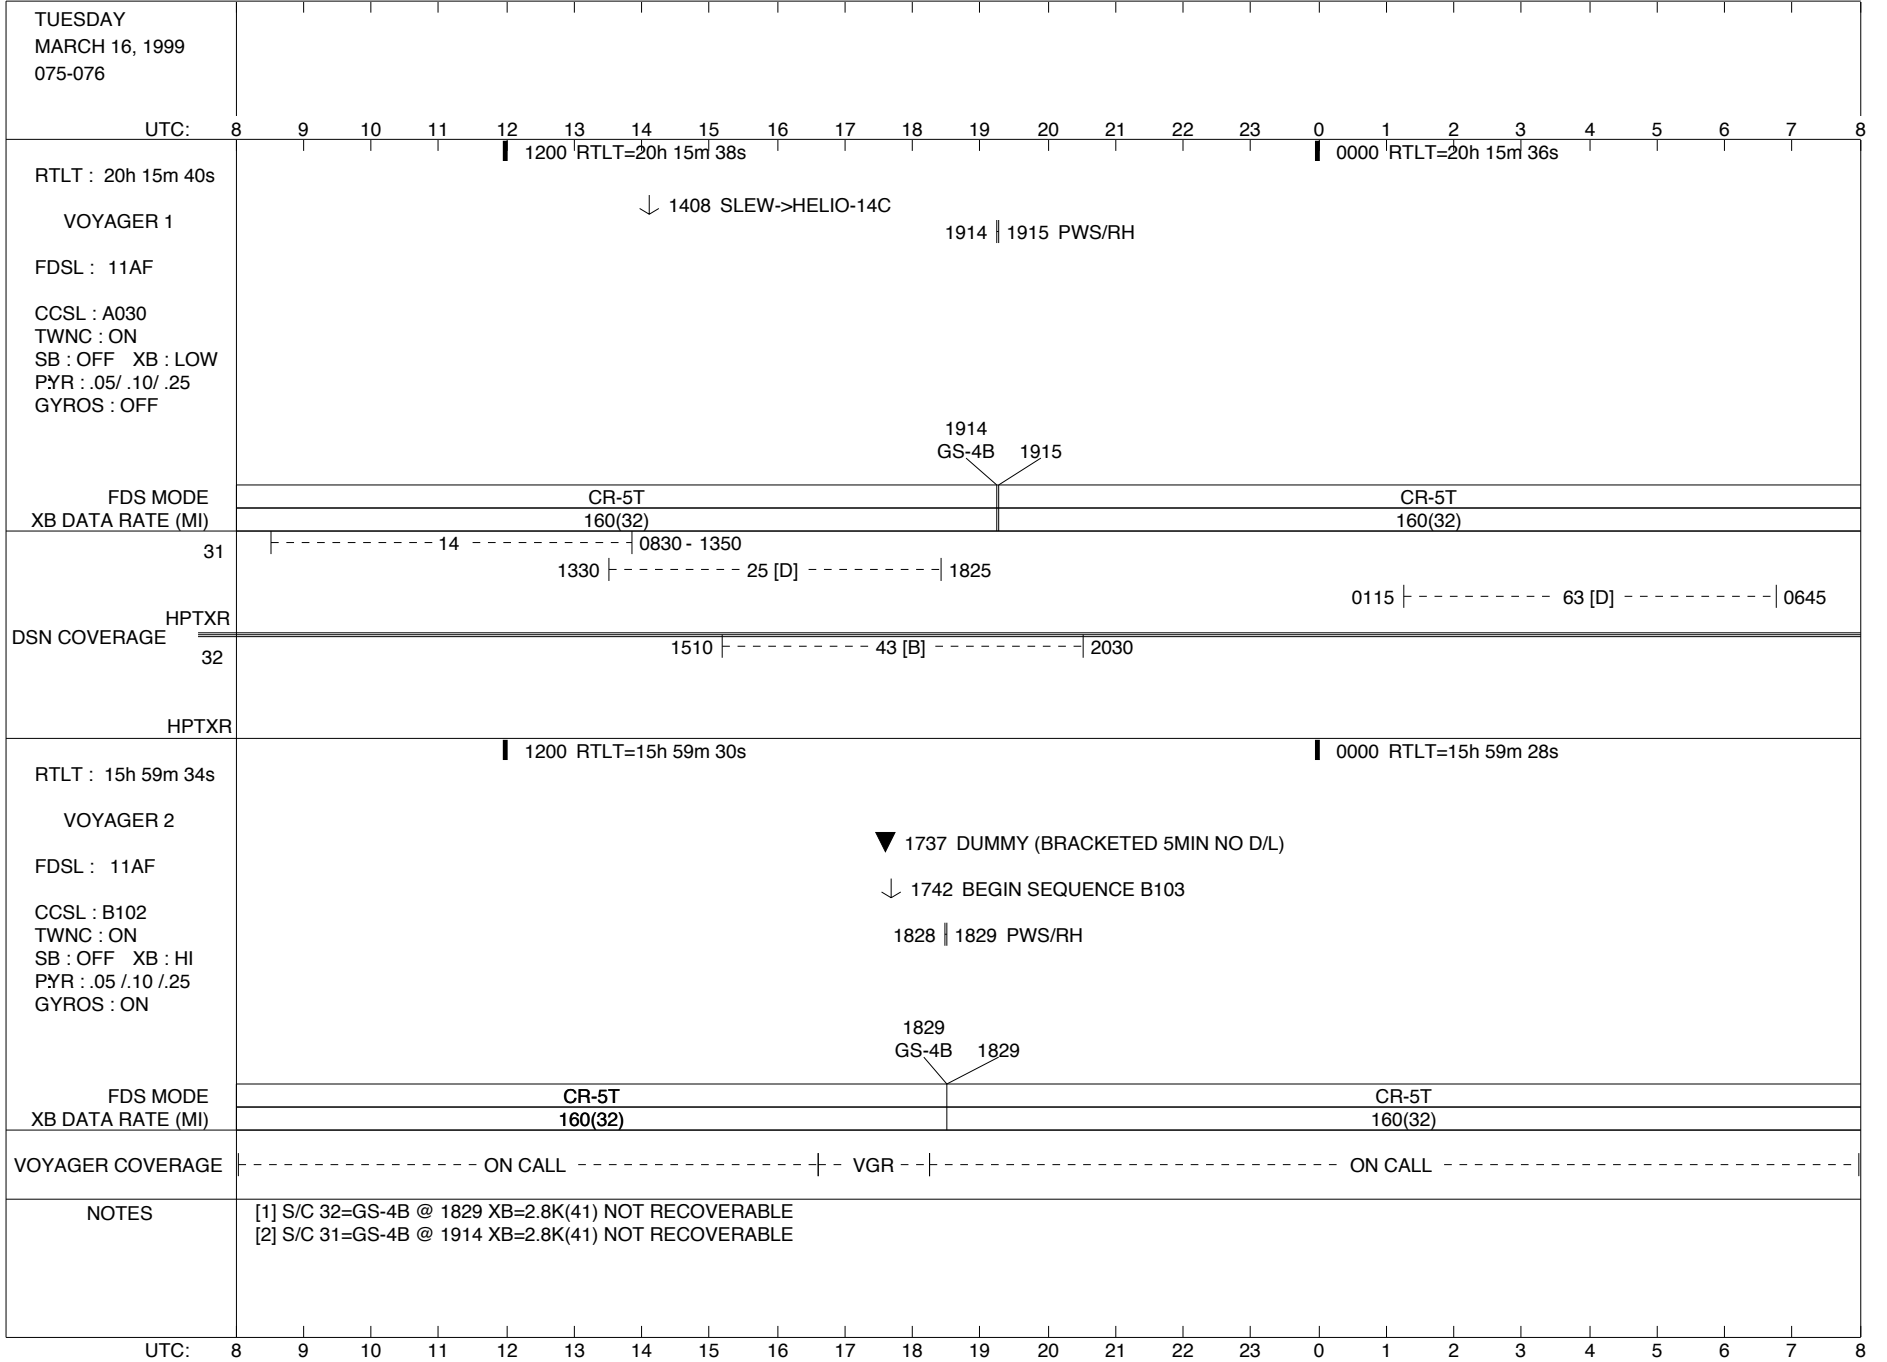 TUESDAY
MARCH 16, 1999
075-076
UTC: 8 9 10 11 12 13 14 15 16 17 18 19 20 21 22 23 0 1 2 3 4 5 6 7 8
1200 RTLT=20h 15m 38s 0000 RTLT=20h 15m 36s
RTLT : 20h 15m 40s
1408 SLEW->HELIO-14C
VOYAGER 1
1914 1915 PWS/RH
FDSL : 11AF
CCSL : A030
TWNC : ON
SB : OFF XB : LOW
P:YR : .05/ .10/ .25
GYROS : OFF
1914
GS-4B 1915
FDS MODE CR-5T CR-5T
XB DATA RATE (MI) 160(32) 160(32)
31 14 0830 - 1350
1330 25 [D] 1825
0115 63 [D] 0645
HPTXR
DSN COVERAGE
32 1510 43 [B] 2030
HPTXR
1200 RTLT=15h 59m 30s 0000 RTLT=15h 59m 28s
RTLT : 15h 59m 34s
VOYAGER 2
1737 DUMMY (BRACKETED 5MIN NO D/L)
FDSL : 11AF
1742 BEGIN SEQUENCE B103
CCSL : B102
TWNC : ON 1828 1829 PWS/RH
SB : OFF XB : HI
P:YR : .05 /.10 /.25
GYROS : ON
1829
GS-4B 1829
FDS MODE CR-5T CR-5T
XB DATA RATE (MI) 160(32) 160(32)
VOYAGER COVERAGE ON CALL VGR ON CALL
NOTES [1] S/C 32=GS-4B @ 1829 XB=2.8K(41) NOT RECOVERABLE
[2] S/C 31=GS-4B @ 1914 XB=2.8K(41) NOT RECOVERABLE
UTC: 8 9 10 11 12 13 14 15 16 17 18 19 20 21 22 23 0 1 2 3 4 5 6 7 8